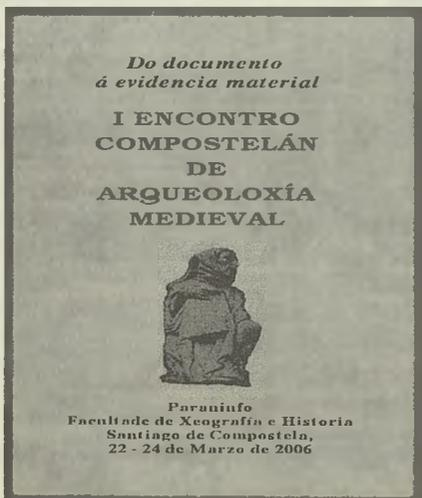 Do documento
á evidencia material
I ENCONTRO
COMPOSTELÁN
DE
ARQUEOLOXÍA
MEDIEVAL
Paraninfo
Facultade de Xeografía e Historia
Santiago de Compostela,
22 - 24 de Marzo de 2006